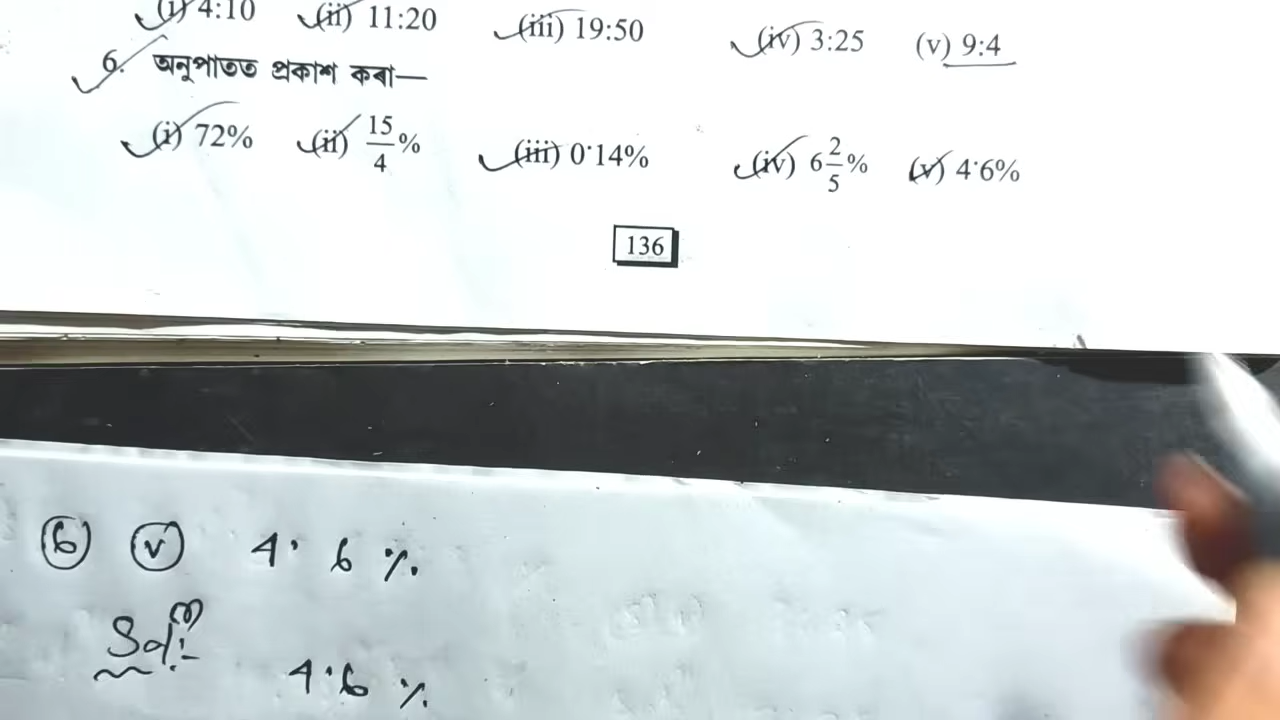 (i) 4:10 (ii) 11:20 (iii) 19:50 (iv) 3:25 (v) 9:4
6. অনুপাতত প্ৰকাশ কৰা—
(i) 72% (ii) 15/4% (iii) 0·14% (iv) 6 2/5% (v) 4·6%
136
6 v 4·6%
Solⁿ:-
4·6%